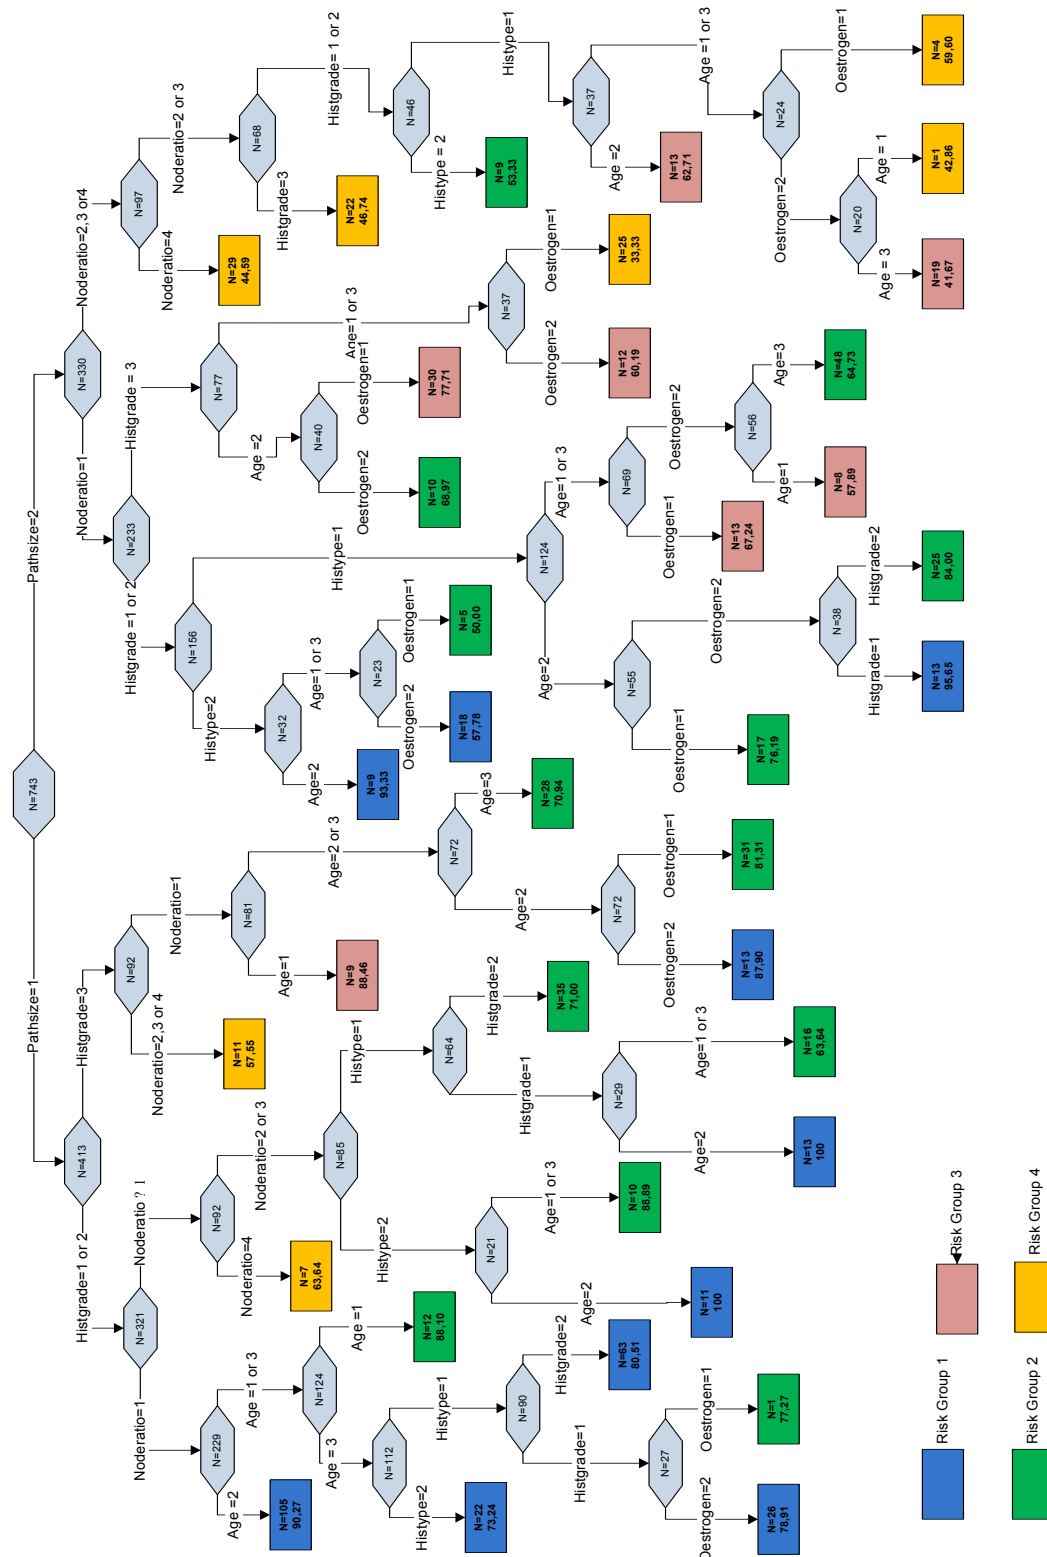 N=743
Pathsize=1
Pathsize=2
N=413
Histgrade=1 or 2
Histgrade=3
N=330
Noderatio=1
Noderatio=2,3 or4
N=321
Noderatio=1
Noderatio ? 1
N=92
Noderatio=2,3 or 4
Noderatio=1
N=233
Histgrade =1 or 2
Histgrade = 3
N=97
Noderatio=4
Noderatio=2 or 3
N=229
Age =2
Age =1 or 3
N=92
Noderatio=4
Noderatio=2 or 3
N=11
57,55
N=81
Age=1
Age=2 or 3
N=156
Histype=2
Histype=1
N=77
Age =2
Age=1 or 3
N=29
44,59
N=68
Histgrade=3
Histgrade= 1 or 2
N=105
90,27
N=124
Age = 3
Age =1
N=7
63,64
N=85
Histype=2
Histype=1
N=9
88,46
N=72
Age=2
Age=3
N=32
Age=2
Age=1 or 3
N=124
Age=2
Age=1 or 3
N=40
Oestrogen=2
Oestrogen=1
N=37
Oestrogen=2
Oestrogen=1
N=22
46,74
N=46
Histype = 2
Histype=1
N=112
Histype=2
Histype=1
N=12
88,10
N=21
Age=2
Age=1 or 3
N=64
Histgrade=1
Histgrade=2
N=72
Oestrogen=2
Oestrogen=1
N=28
70,94
N=9
93,33
N=23
Oestrogen=2
Oestrogen=1
N=55
Oestrogen=1
Oestrogen=2
N=69
Oestrogen=1
Oestrogen=2
N=10
68,97
N=30
77,71
N=12
60,19
N=25
33,33
N=9
53,33
N=37
Age =2
Age =1 or 3
N=22
73,24
N=90
Histgrade=1
Histgrade=2
N=11
100
N=10
88,89
N=29
Age=2
Age=1 or 3
N=35
71,00
N=13
87,90
N=31
81,31
N=18
57,78
N=5
50,00
N=17
76,19
N=38
Histgrade=1
Histgrade=2
N=13
67,24
N=56
Age=1
Age=3
N=13
62,71
N=24
Oestrogen=2
Oestrogen=1
N=27
Oestrogen=2
Oestrogen=1
N=63
80,51
N=13
100
N=16
63,64
N=13
95,65
N=25
84,00
N=8
57,89
N=48
64,73
N=20
Age = 3
Age = 1
N=4
59,60
N=26
78,91
N=1
77,27
N=19
41,67
N=1
42,86
Risk Group 1
Risk Group 3
Risk Group 2
Risk Group 4